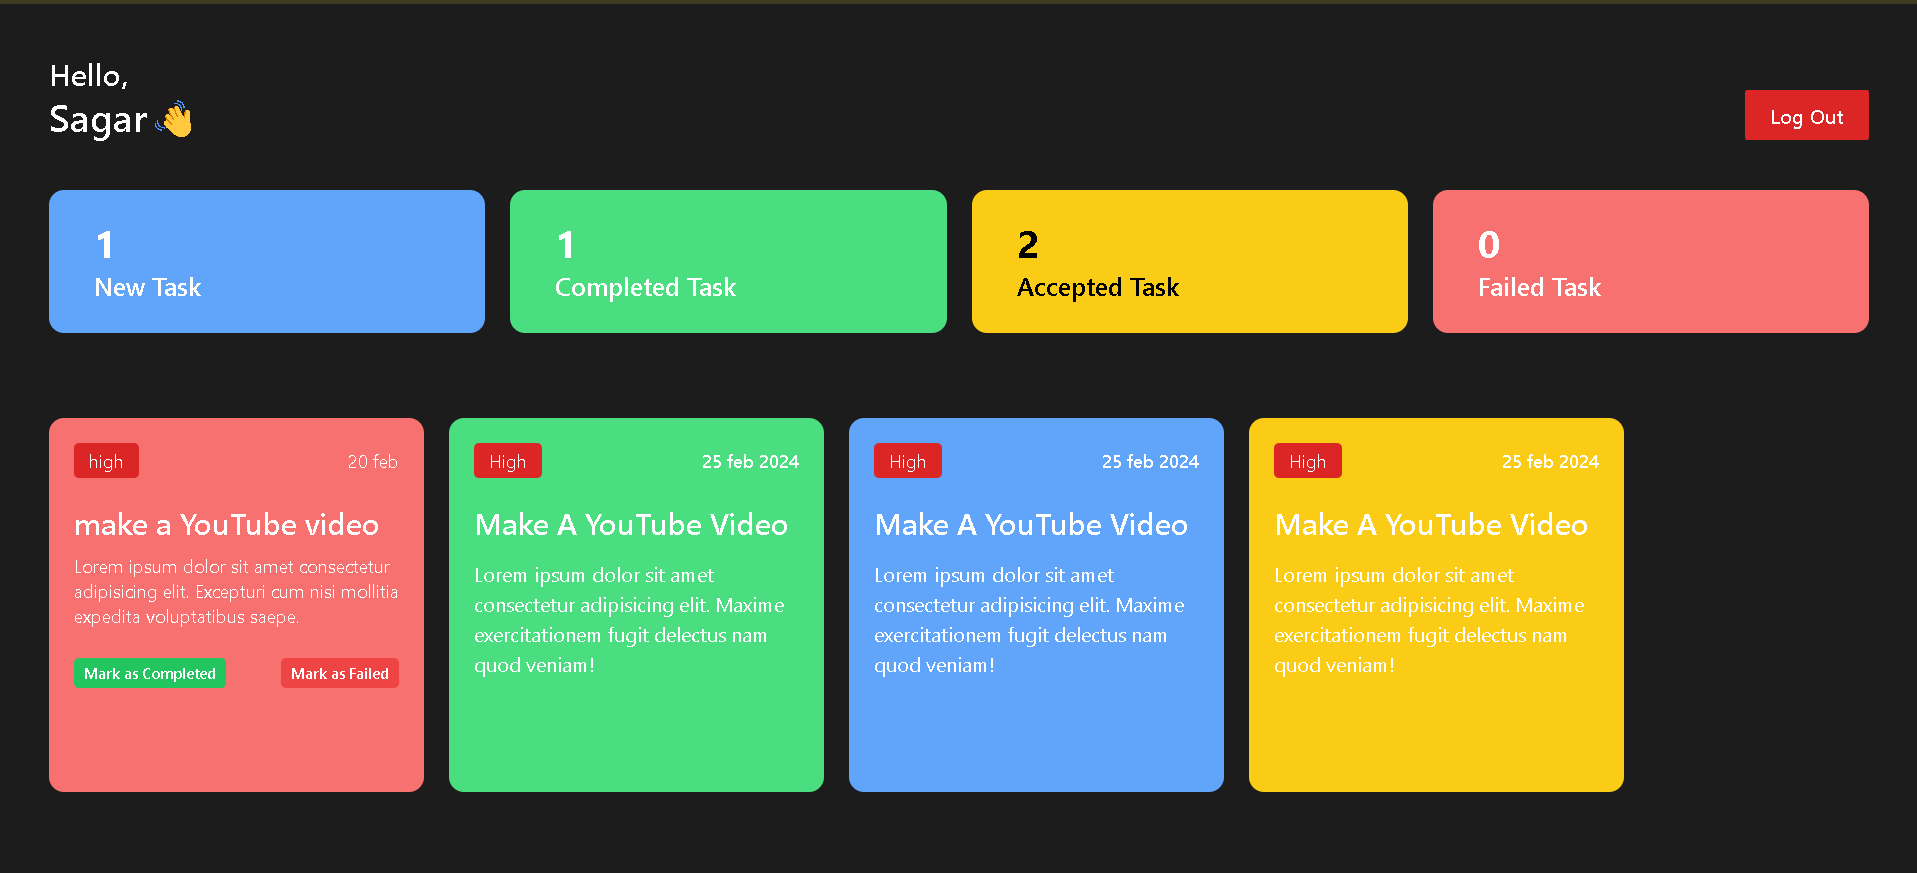 Hello,
Sagar 👋
Log Out
1
New Task
1
Completed Task
2
Accepted Task
0
Failed Task
high
20 feb
make a YouTube video
Lorem ipsum dolor sit amet consectetur
adipisicing elit. Excepturi cum nisi mollitia
expedita voluptatibus saepe.
Mark as Completed
Mark as Failed
High
25 feb 2024
Make A YouTube Video
Lorem ipsum dolor sit amet
consectetur adipisicing elit. Maxime
exercitationem fugit delectus nam
quod veniam!
High
25 feb 2024
Make A YouTube Video
Lorem ipsum dolor sit amet
consectetur adipisicing elit. Maxime
exercitationem fugit delectus nam
quod veniam!
High
25 feb 2024
Make A YouTube Video
Lorem ipsum dolor sit amet
consectetur adipisicing elit. Maxime
exercitationem fugit delectus nam
quod veniam!